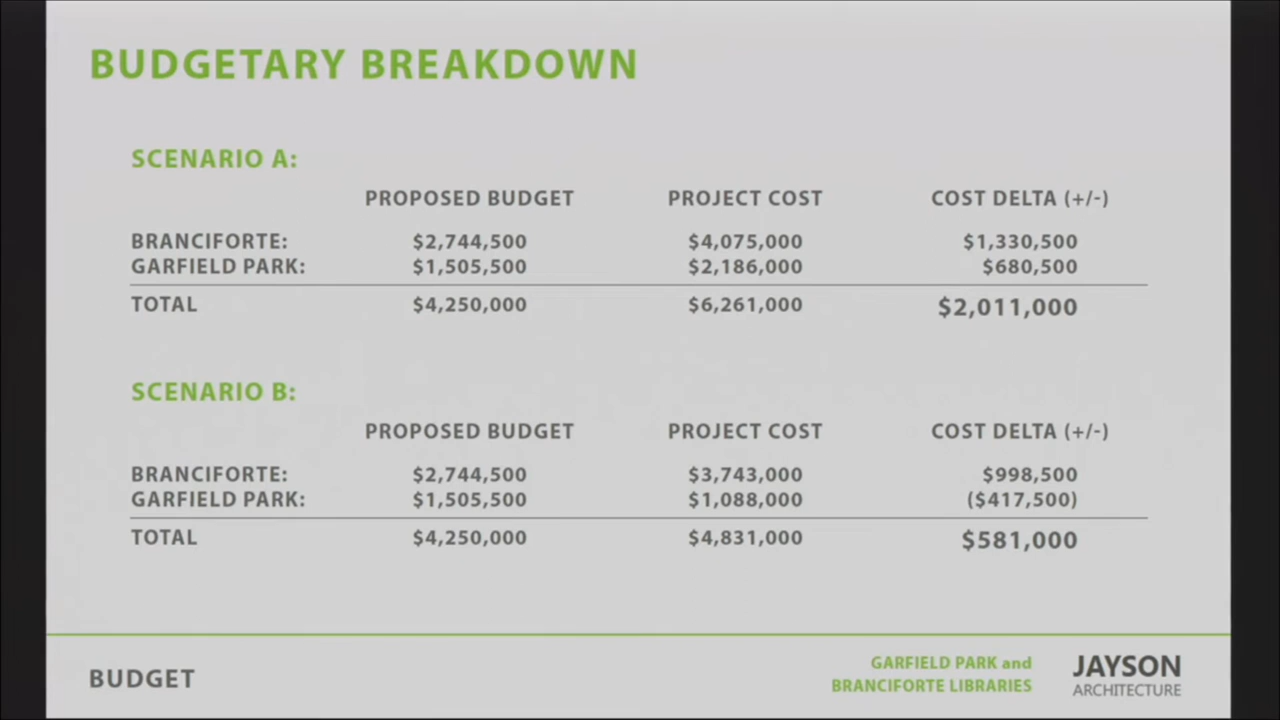 BUDGETARY BREAKDOWN
SCENARIO A:
PROPOSED BUDGET PROJECT COST COST DELTA (+/-)
BRANCIFORTE: $2,744,500 $4,075,000 $1,330,500
GARFIELD PARK: $1,505,500 $2,186,000 $680,500
TOTAL $4,250,000 $6,261,000 $2,011,000
SCENARIO B:
PROPOSED BUDGET PROJECT COST COST DELTA (+/-)
BRANCIFORTE: $2,744,500 $3,743,000 $998,500
GARFIELD PARK: $1,505,500 $1,088,000 ($417,500)
TOTAL $4,250,000 $4,831,000 $581,000
BUDGET
GARFIELD PARK and
BRANCIFORTE LIBRARIES
JAYSON
ARCHITECTURE